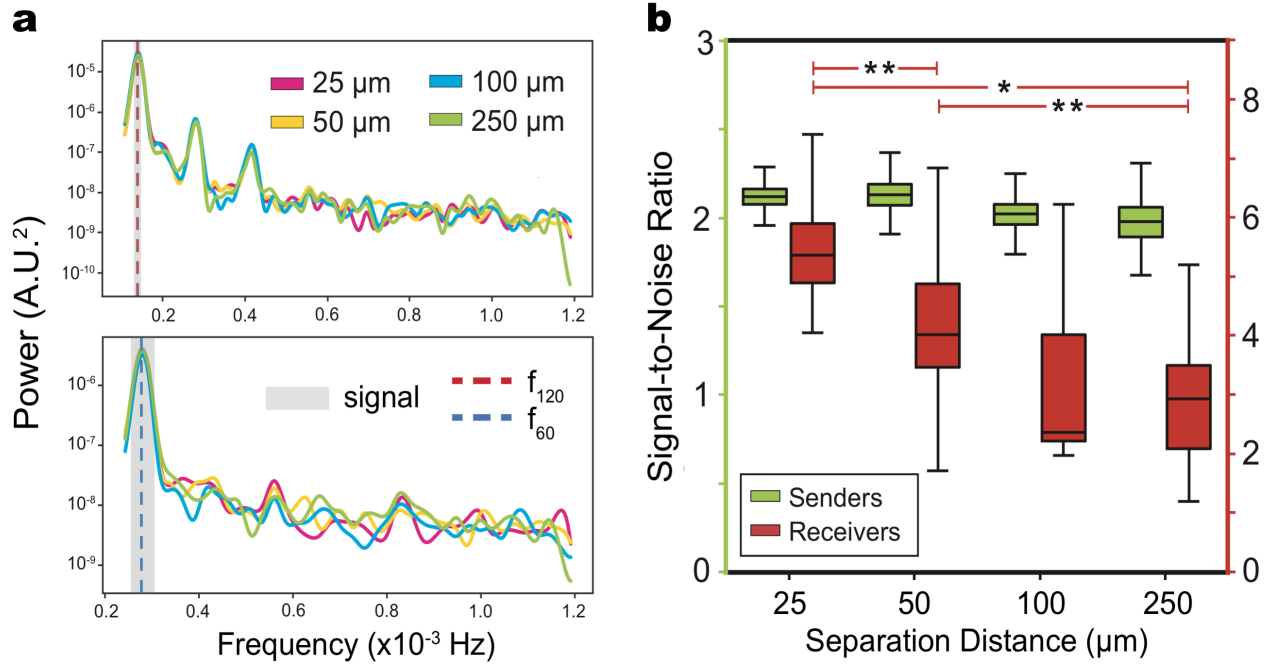 a
b
Power (A.U.²)
10⁻⁵
10⁻⁶
10⁻⁷
10⁻⁸
10⁻⁹
10⁻¹⁰
25 µm
100 µm
50 µm
250 µm
0.2 0.4 0.6 0.8 1.0 1.2
10⁻⁶
10⁻⁷
10⁻⁸
10⁻⁹
signal
f₁₂₀
f₆₀
0.2 0.4 0.6 0.8 1.0 1.2
Frequency (x10⁻³ Hz)
Signal-to-Noise Ratio
3
2
1
0
**
*
**
8
6
4
2
0
Senders
Receivers
25 50 100 250
Separation Distance (µm)